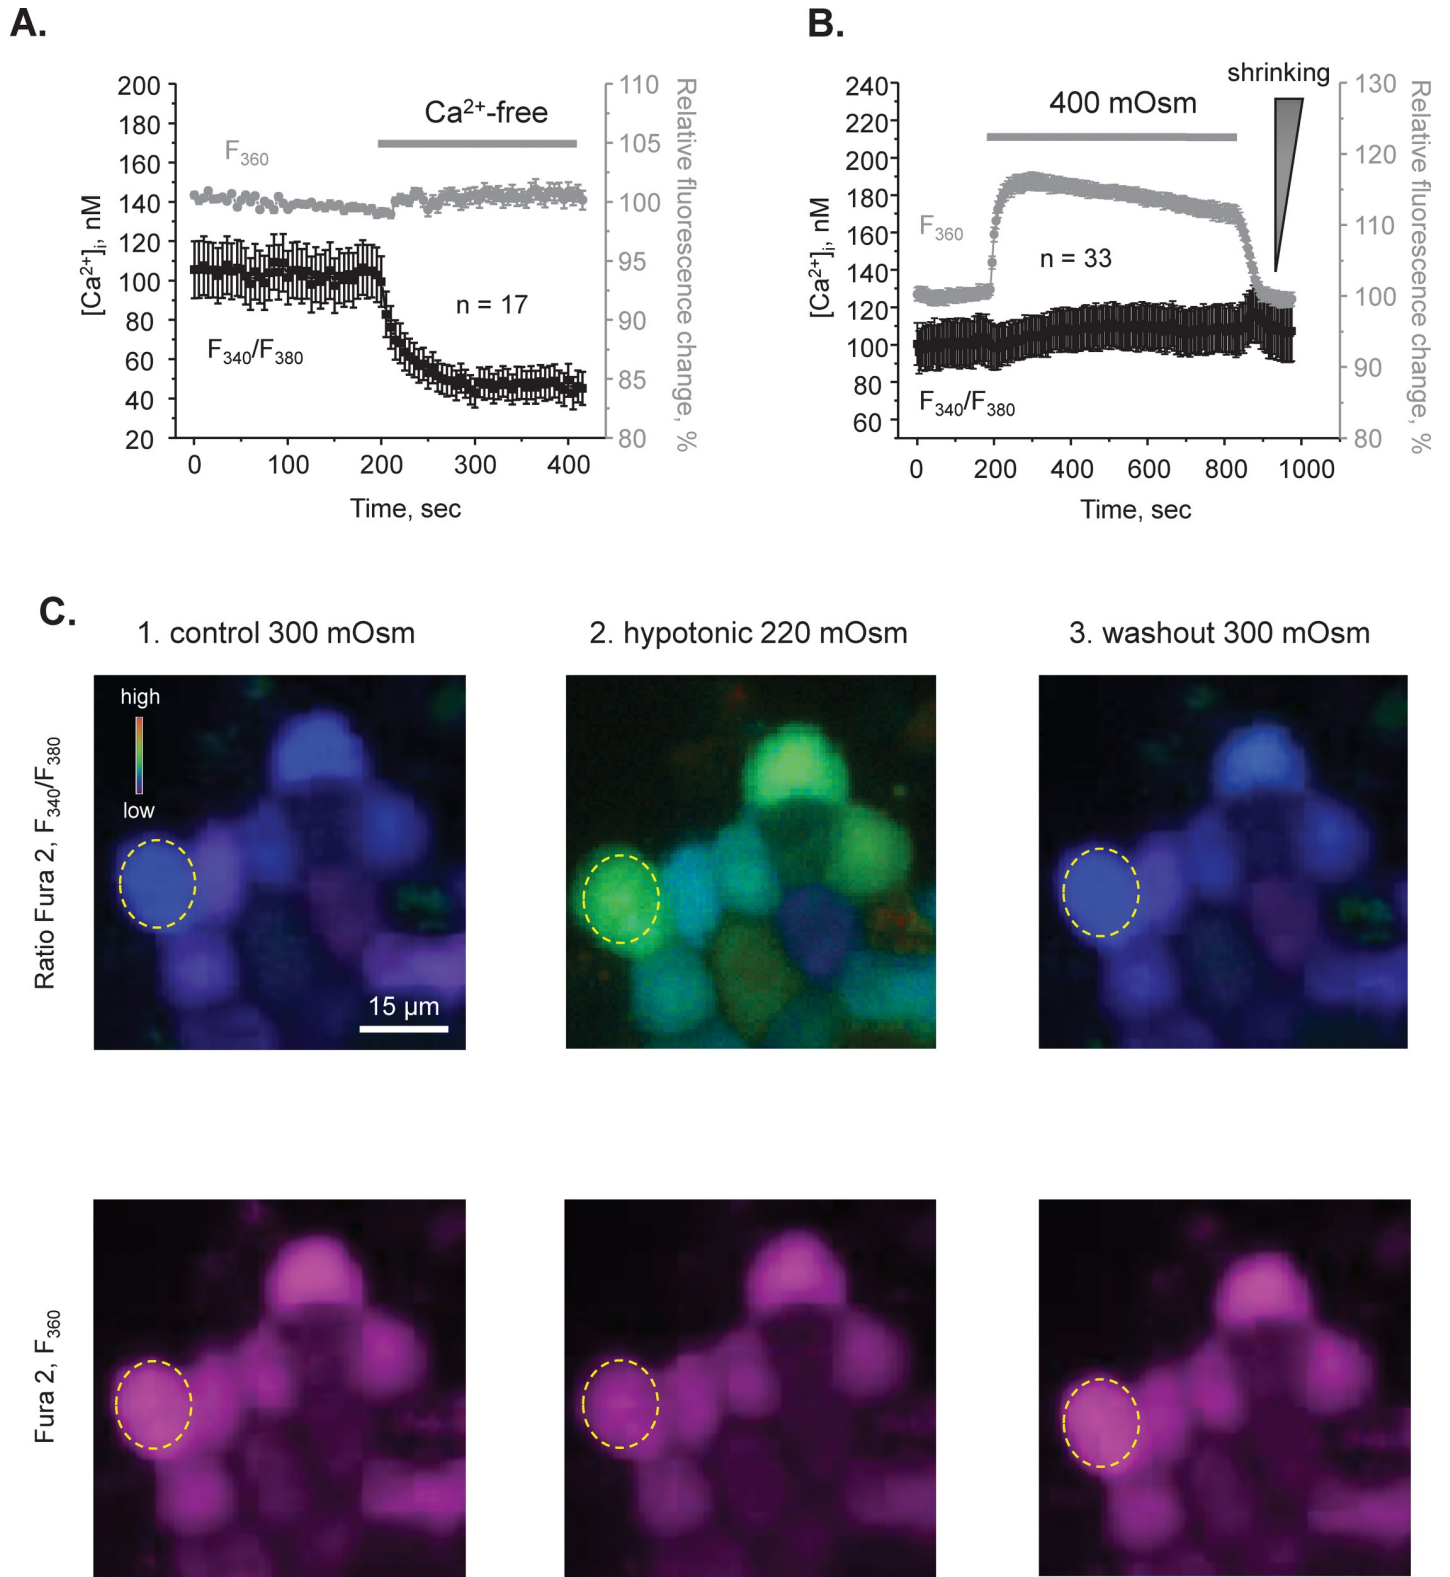 A.
200
180
160
140
120
100
80
60
40
20
[Ca²⁺]ᵢ, nM
F₃₆₀
Ca²⁺-free
n = 17
F₃₄₀/F₃₈₀
110
105
100
95
90
85
80
Relative fluorescence change, %
0 100 200 300 400
Time, sec
B.
240
220
200
180
160
140
120
100
80
60
[Ca²⁺]ᵢ, nM
400 mOsm
shrinking
F₃₆₀
n = 33
F₃₄₀/F₃₈₀
130
120
110
100
90
80
Relative fluorescence change, %
0 200 400 600 800 1000
Time, sec
C.
1. control 300 mOsm
2. hypotonic 220 mOsm
3. washout 300 mOsm
Ratio Fura 2, F₃₄₀/F₃₈₀
high
low
15 µm
Fura 2, F₃₆₀